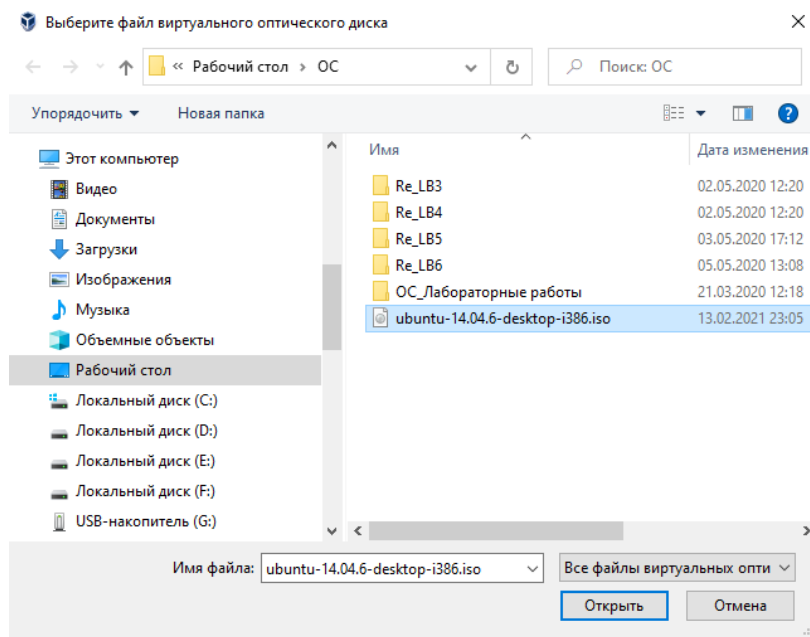 Выберите файл виртуального оптического диска
« Рабочий стол › ОС
Поиск: ОС
Упорядочить
Новая папка
Этот компьютер
Видео
Документы
Загрузки
Изображения
Музыка
Объемные объекты
Рабочий стол
Локальный диск (C:)
Локальный диск (D:)
Локальный диск (E:)
Локальный диск (F:)
USB-накопитель (G:)
Имя Дата изменения
Re_LB3 02.05.2020 12:20
Re_LB4 02.05.2020 12:20
Re_LB5 03.05.2020 17:12
Re_LB6 05.05.2020 13:08
ОС_Лабораторные работы 21.03.2020 12:18
ubuntu-14.04.6-desktop-i386.iso 13.02.2021 23:05
Имя файла: ubuntu-14.04.6-desktop-i386.iso Все файлы виртуальных опти
Открыть Отмена